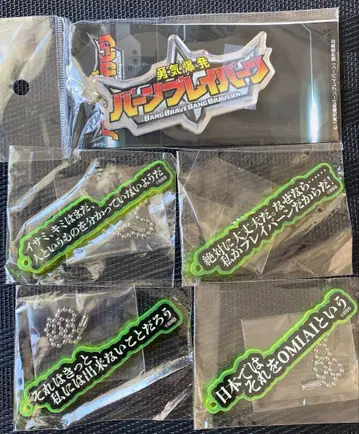 勇気爆発
バーンブレイバーン
BANG BRAVE BANG BRAVERN
イサミ、キミはまだ、
人というものを分かっていないようだ
絶対に大丈夫だ。なぜなら……
私がブレイバーンだからだ!
それはきっと
私には出来ないことだろう
日本では
それをOMIAIという